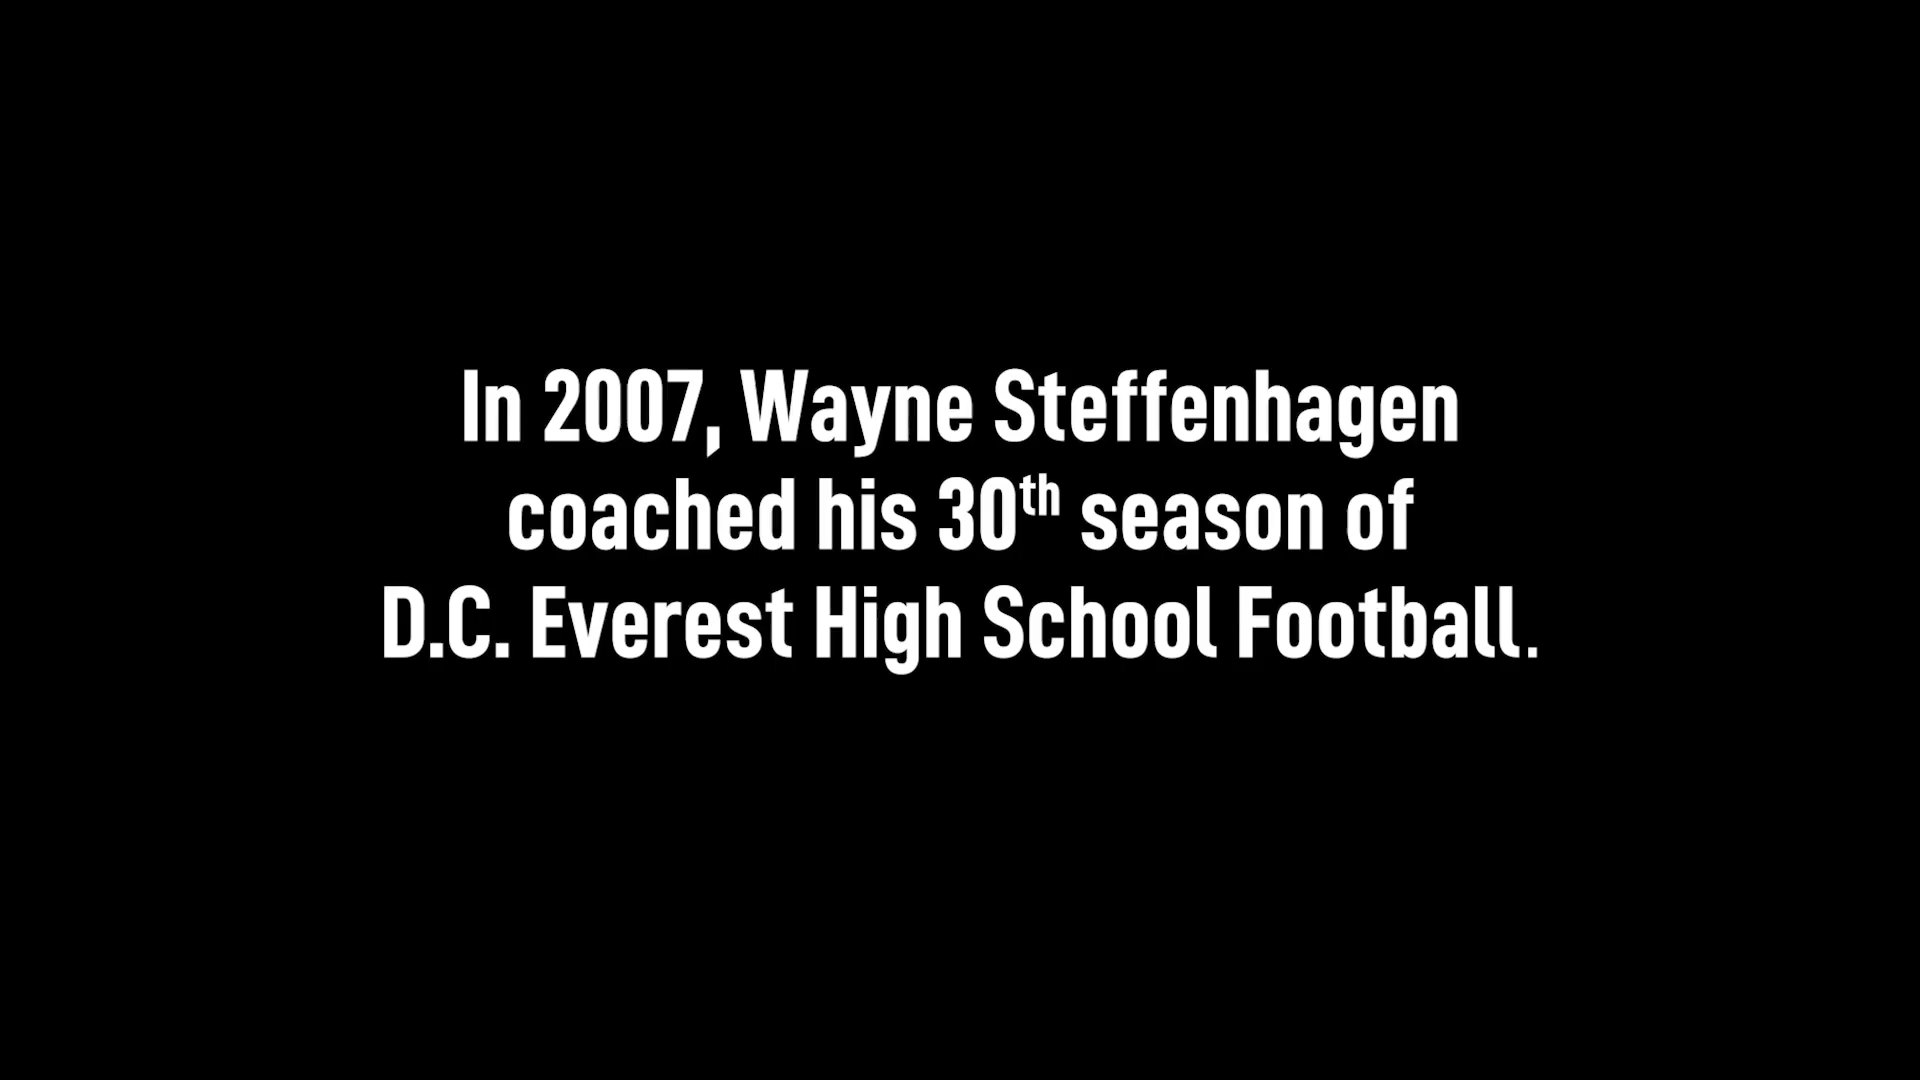 In 2007, Wayne Steffenhagen
coached his 30th season of
D.C. Everest High School Football.